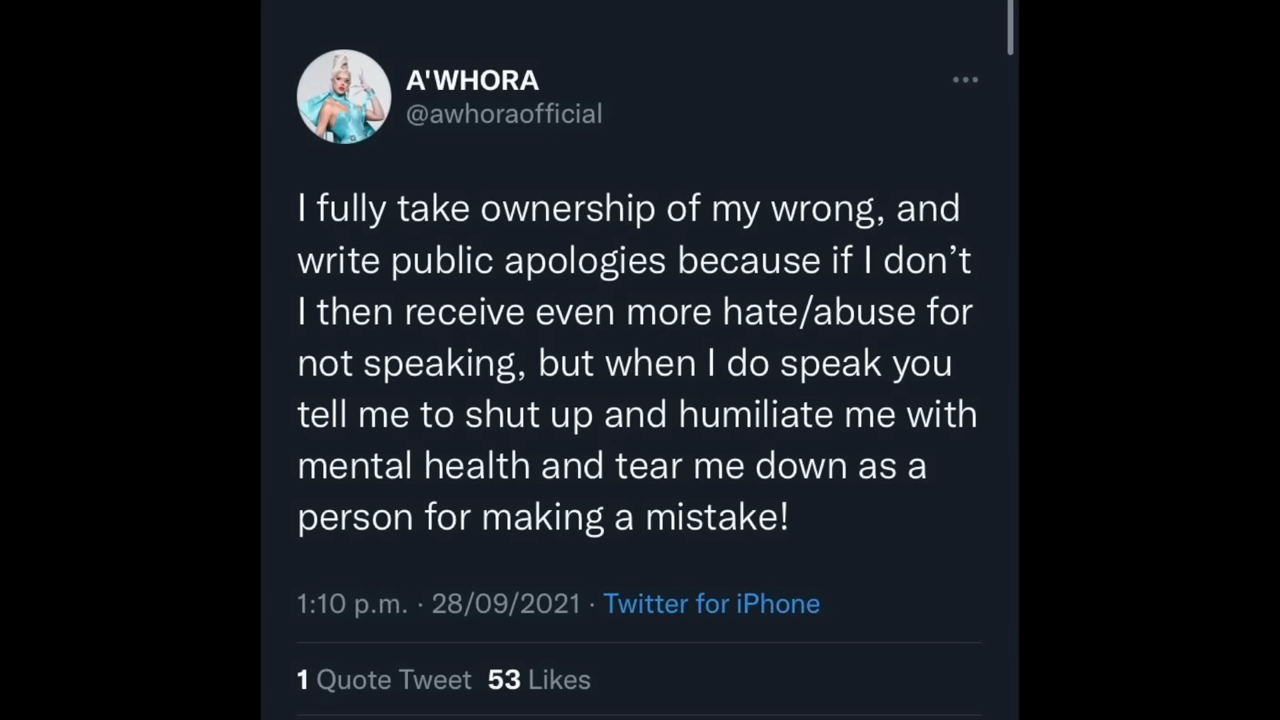 A'WHORA
@awhoraofficial
I fully take ownership of my wrong, and
write public apologies because if I don’t
I then receive even more hate/abuse for
not speaking, but when I do speak you
tell me to shut up and humiliate me with
mental health and tear me down as a
person for making a mistake!
1:10 p.m. · 28/09/2021 · Twitter for iPhone
1 Quote Tweet 53 Likes